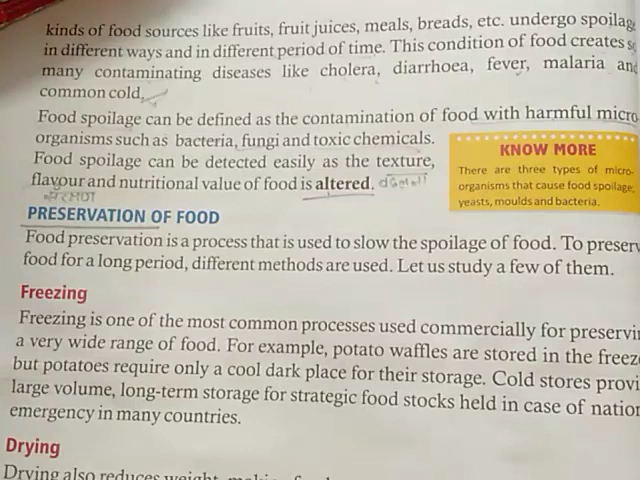 kinds of food sources like fruits, fruit juices, meals, breads, etc. undergo
in different ways and in different period of time. This condition of food creates
many contaminating diseases like cholera, diarrhoea, fever, malaria and
common cold.
Food spoilage can be defined as the contamination of food with harmful micro
organisms such as bacteria, fungi and toxic chemicals.
Food spoilage can be detected easily as the texture,
flavour and nutritional value of food is altered. बदलना
KNOW MORE
There are three types of micro-
organisms that cause food spoilage;
yeasts, moulds and bacteria.
संरक्षण
PRESERVATION OF FOOD
Food preservation is a process that is used to slow the spoilage of food. To preserv
food for a long period, different methods are used. Let us study a few of them.
Freezing
Freezing is one of the most common processes used commercially for preservi
a very wide range of food. For example, potato waffles are stored in the freez
but potatoes require only a cool dark place for their storage. Cold stores provi
large volume, long-term storage for strategic food stocks held in case of nation
emergency in many countries.
Drying
Drying also reduces weight,